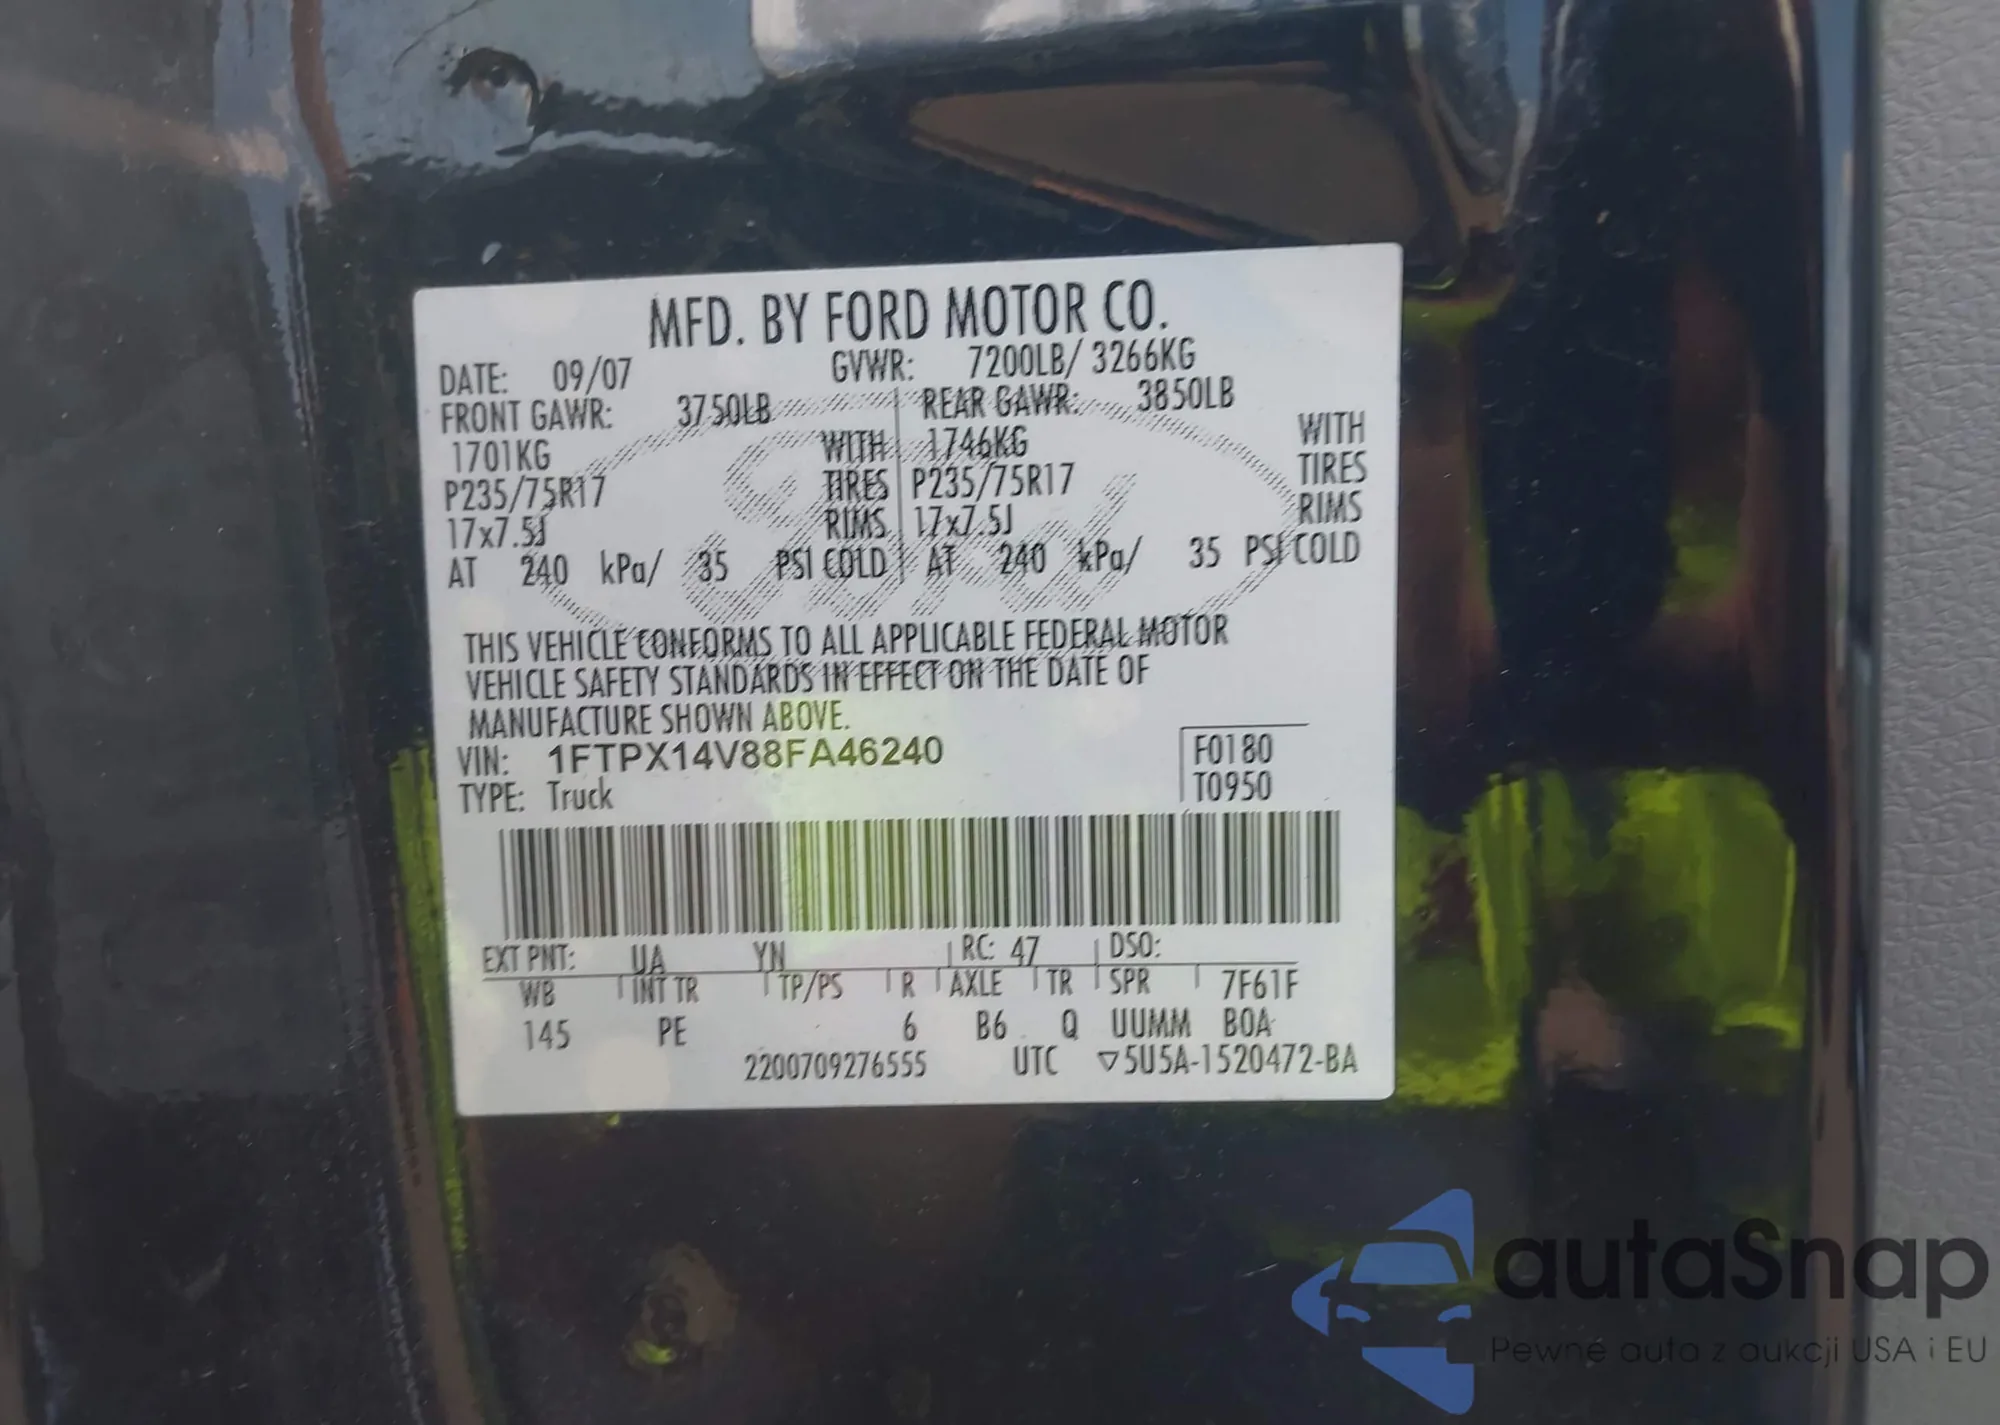 MFD. BY FORD MOTOR CO.
DATE: 09/07 GVWR: 7200LB/ 3266KG
FRONT GAWR: 3750LB REAR GAWR: 3850LB
1701KG WITH 1746KG WITH
P235/75R17 TIRES P235/75R17 TIRES
17x7.5J RIMS 17x7.5J RIMS
AT 240 kPa/ 35 PSI COLD AT 240 kPa/ 35 PSI COLD
Ford
THIS VEHICLE CONFORMS TO ALL APPLICABLE FEDERAL MOTOR
VEHICLE SAFETY STANDARDS IN EFFECT ON THE DATE OF
MANUFACTURE SHOWN ABOVE.
VIN: 1FTPX14V88FA46240 F0180
TYPE: Truck T0950
EXT PNT: UA YN RC: 47 DSO:
WB INT TR TP/PS R AXLE TR SPR 7F61F
145 PE 6 B6 Q UUMM BOA
2200709276555 UTC ▽5U5A-1520472-BA
autaSnap
Pewne auta z aukcji USA i EU